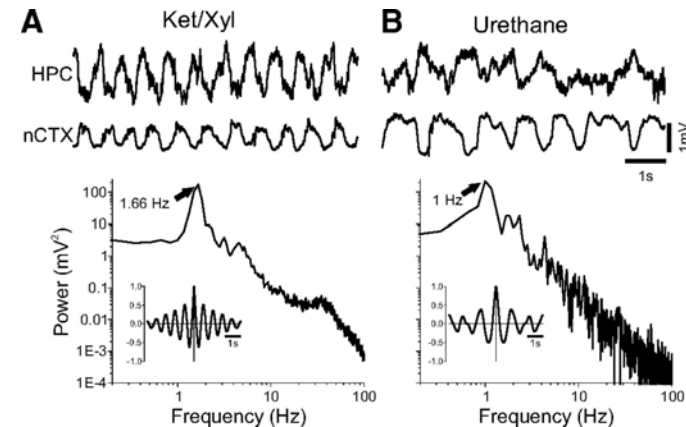 A
Ket/Xyl
HPC
nCTX
B
Urethane
1mV
1s
Power (mV²)
100
10
1
0.1
0.01
1E-3
1E-4
1.66 Hz
1.0
0.5
0.0
-0.5
-1.0
1s
1
10
100
Frequency (Hz)
1 Hz
1.0
0.5
0.0
-0.5
-1.0
1s
1
10
100
Frequency (Hz)